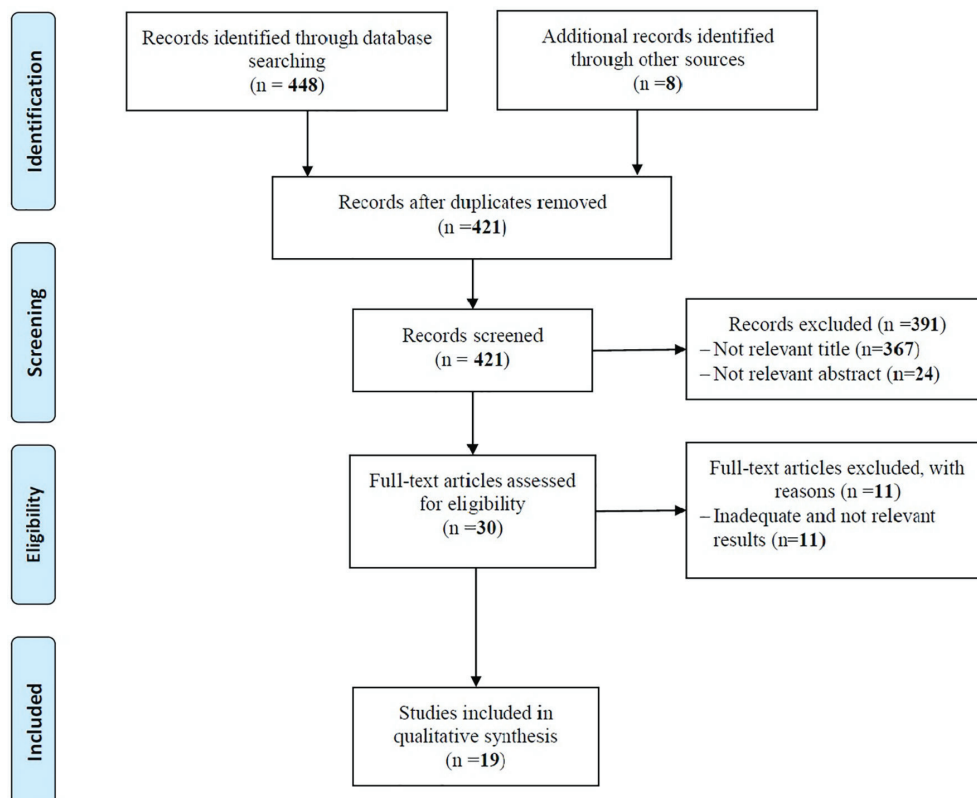 Identification
Records identified through database
searching
(n = 448)
Additional records identified
through other sources
(n =8)
Records after duplicates removed
(n =421)
Screening
Records screened
(n = 421)
Records excluded (n =391)
– Not relevant title (n=367)
– Not relevant abstract (n=24)
Eligibility
Full-text articles assessed
for eligibility
(n =30)
Full-text articles excluded, with
reasons (n =11)
– Inadequate and not relevant
results (n=11)
Included
Studies included in
qualitative synthesis
(n =19)